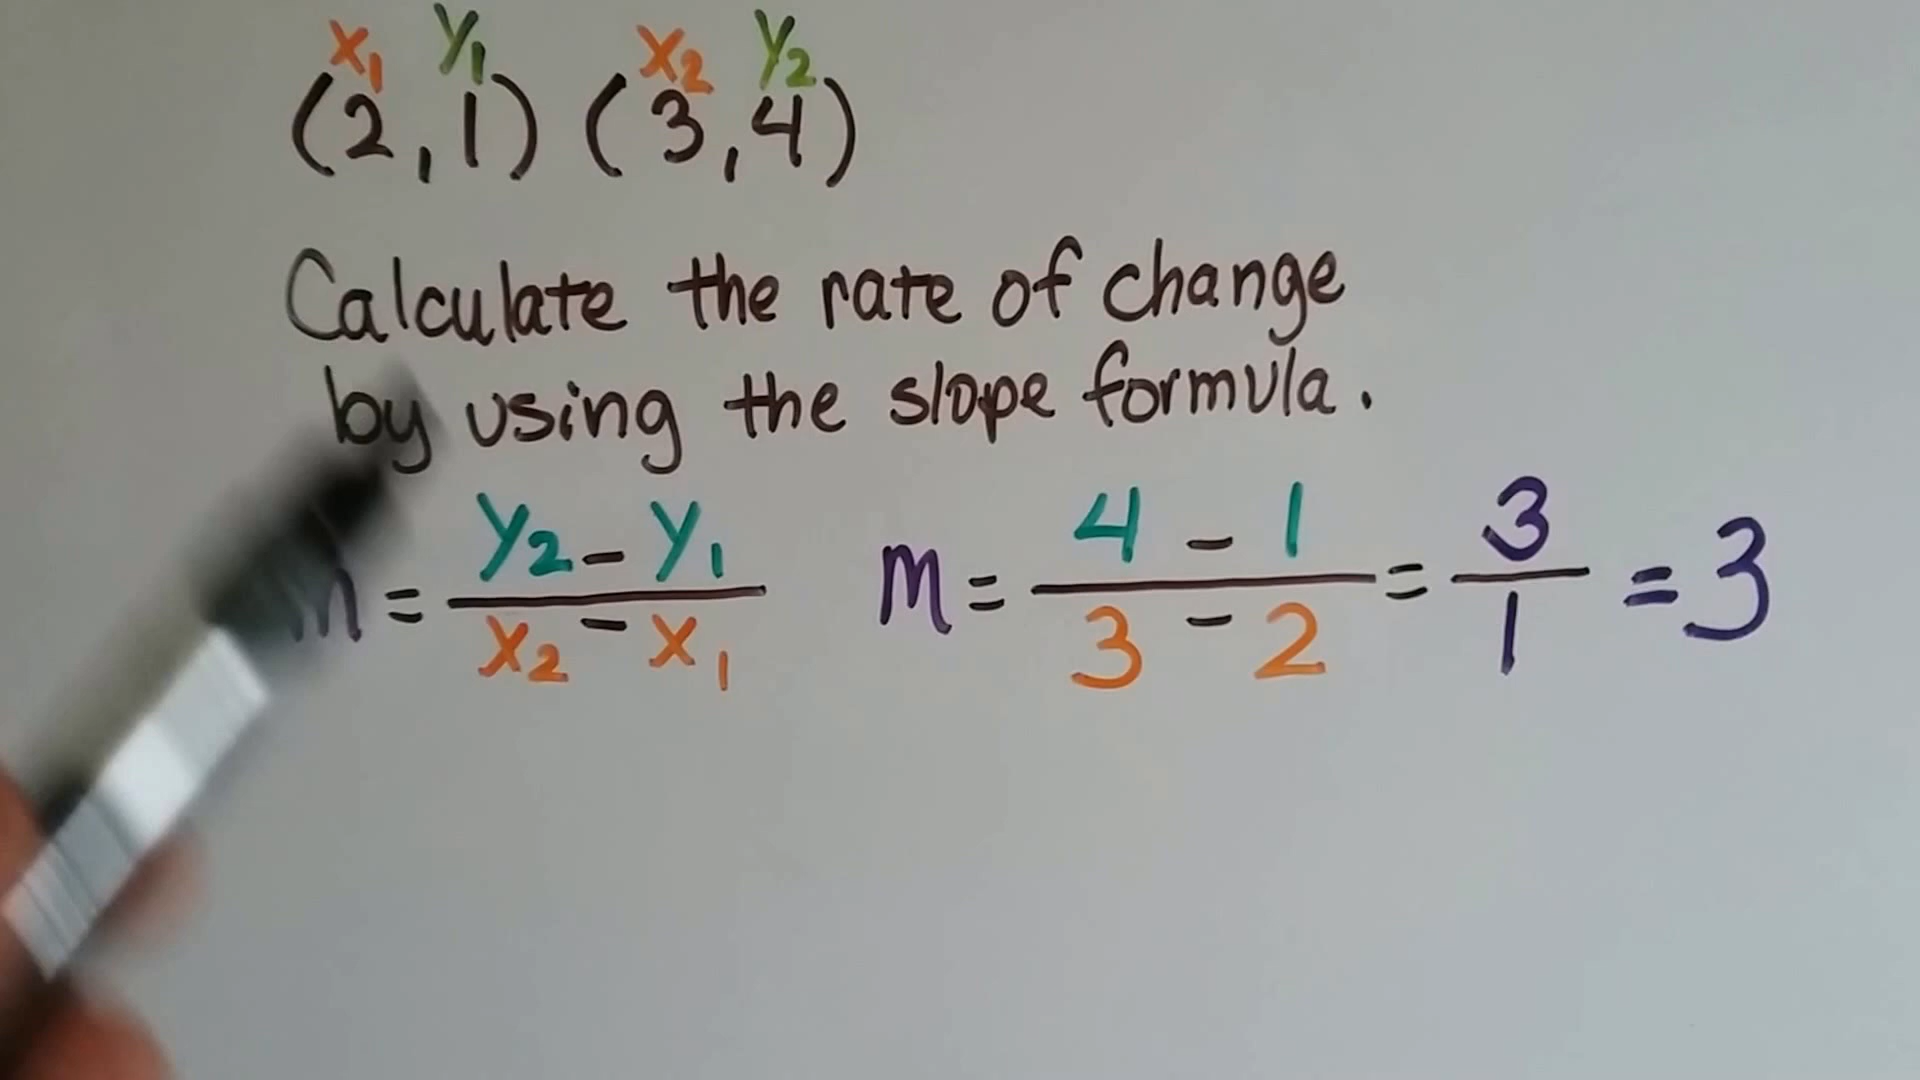 x₁ y₁ x₂ y₂
(2, 1) (3, 4)
Calculate the rate of change
by using the slope formula.
m = y₂ - y₁ / x₂ - x₁ m = 4 - 1 / 3 - 2 = 3 / 1 = 3